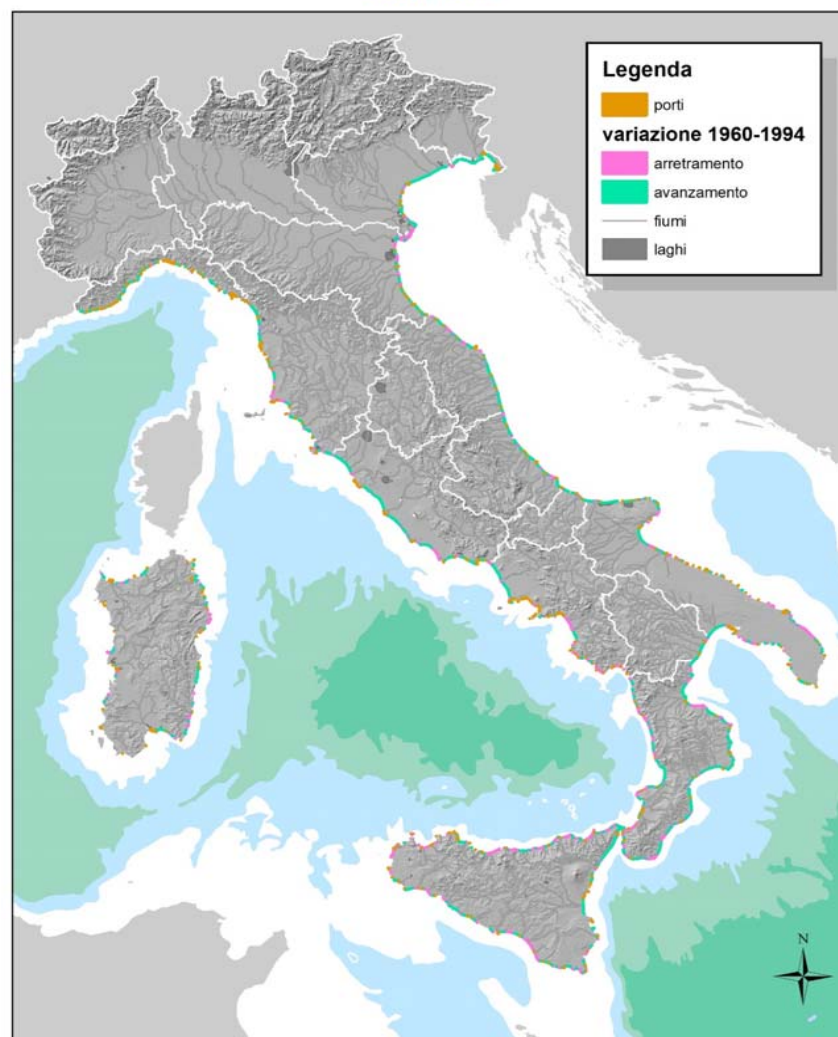 Legenda
porti
variazione 1960-1994
arretramento
avanzamento
fiumi
laghi
N